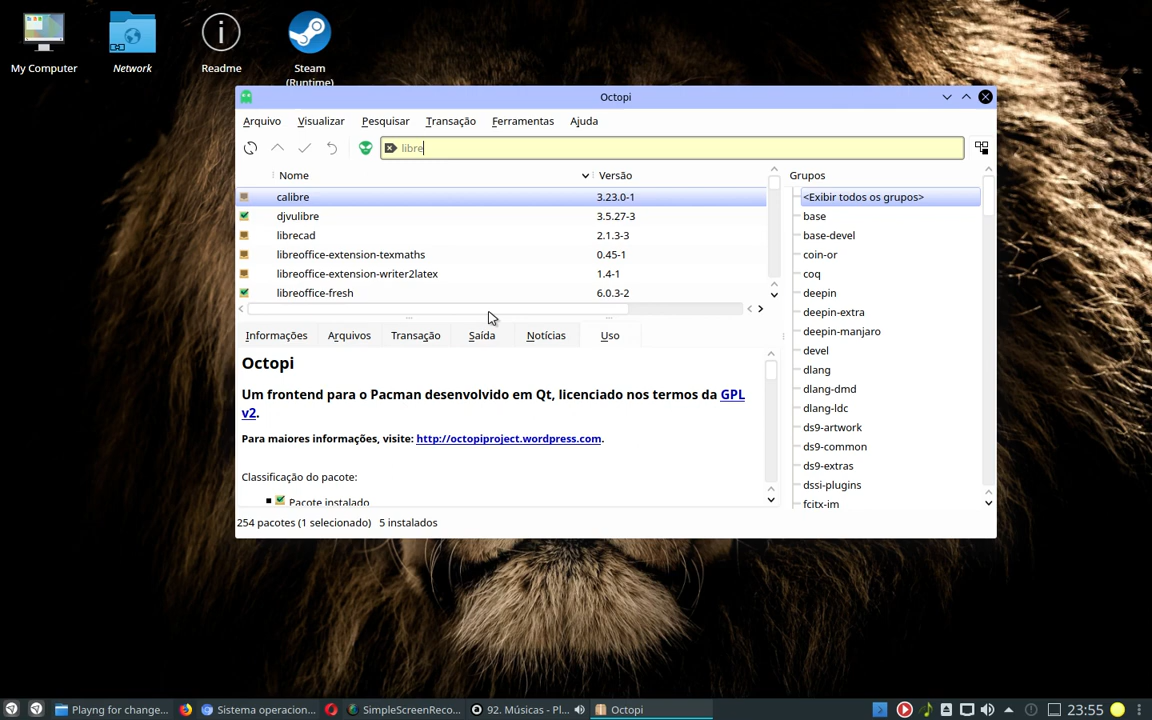 My Computer
Network
Readme
Steam
(Runtime)
Octopi
Arquivo Visualizar Pesquisar Transação Ferramentas Ajuda
libre
Nome Versão
calibre 3.23.0-1
djvulibre 3.5.27-3
librecad 2.1.3-3
libreoffice-extension-texmaths 0.45-1
libreoffice-extension-writer2latex 1.4-1
libreoffice-fresh 6.0.3-2
Grupos
<Exibir todos os grupos>
base
base-devel
coin-or
coq
deepin
deepin-extra
deepin-manjaro
devel
dlang
dlang-dmd
dlang-ldc
ds9-artwork
ds9-common
ds9-extras
dssi-plugins
fcitx-im
Informações Arquivos Transação Saída Notícias Uso
Octopi
Um frontend para o Pacman desenvolvido em Qt, licenciado nos termos da GPL
v2.
Para maiores informações, visite: http://octopiproject.wordpress.com.
Classificação do pacote:
Pacote instalado
254 pacotes (1 selecionado) 5 instalados
Playng for change... Sistema operacion... SimpleScreenReco... 92. Músicas - Pl... Octopi 23:55